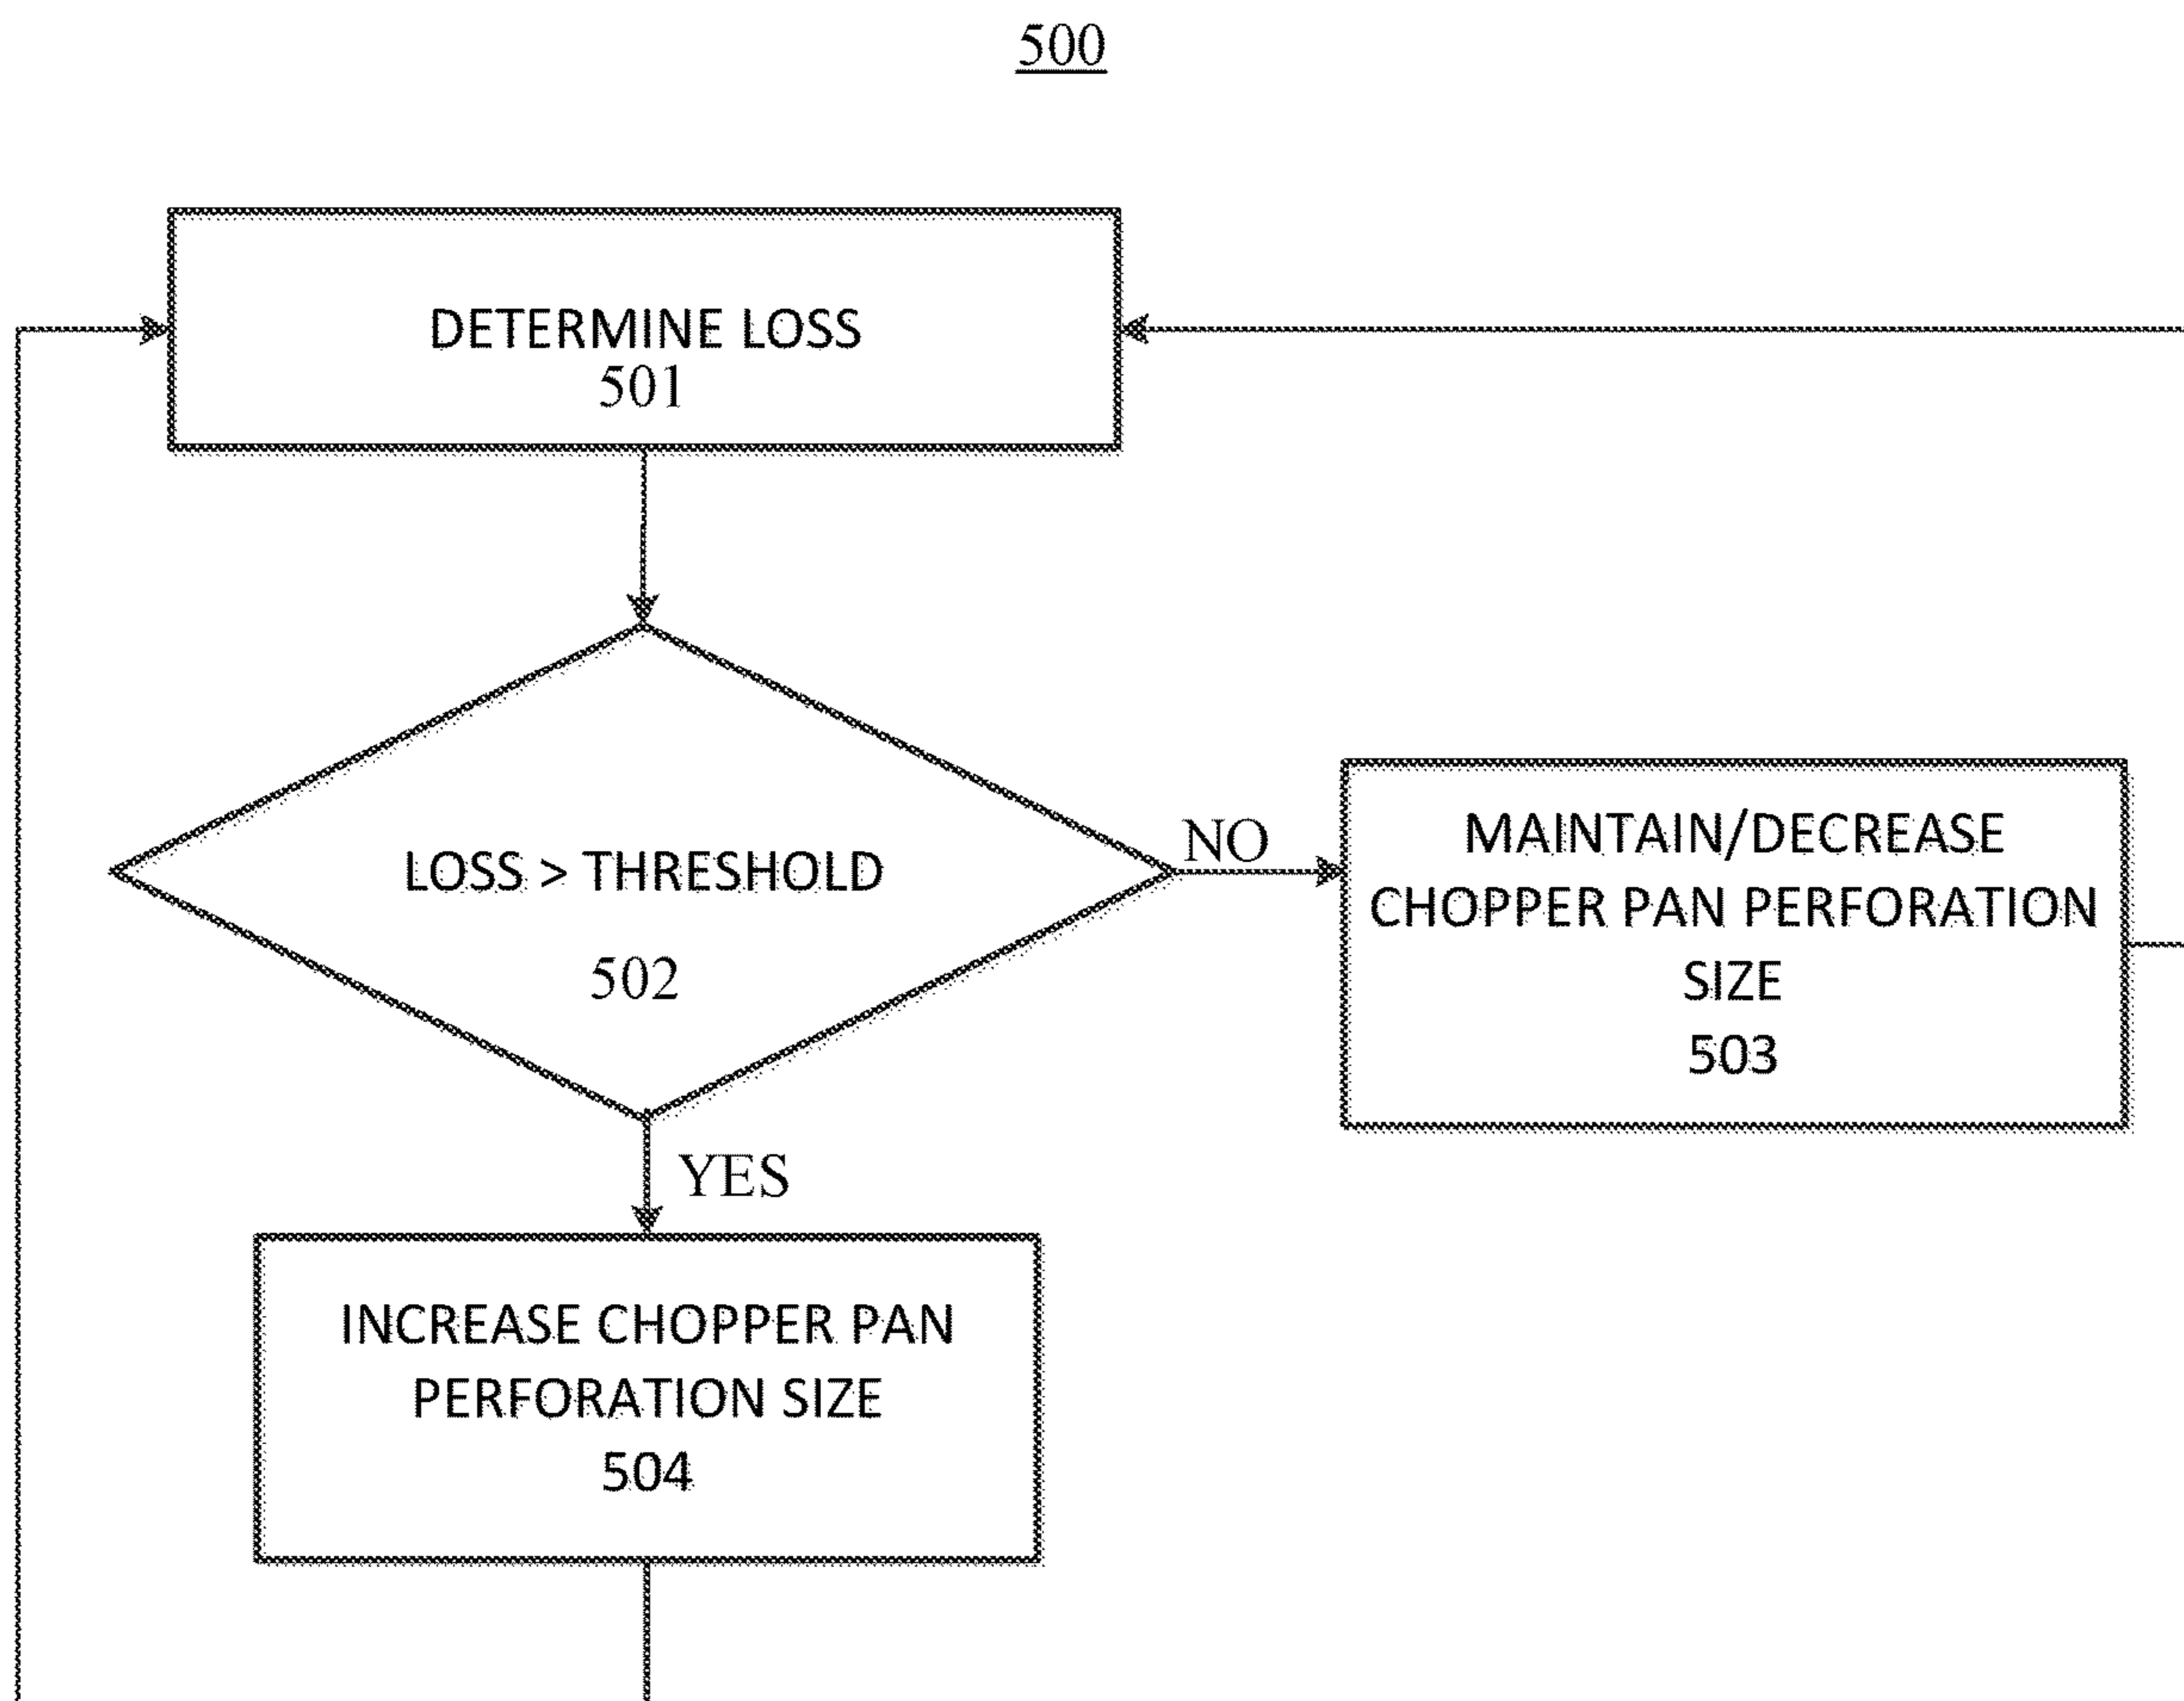 500
DETERMINE LOSS
501
LOSS > THRESHOLD
502
NO
MAINTAIN/DECREASE
CHOPPER PAN PERFORATION
SIZE
503
YES
INCREASE CHOPPER PAN
PERFORATION SIZE
504